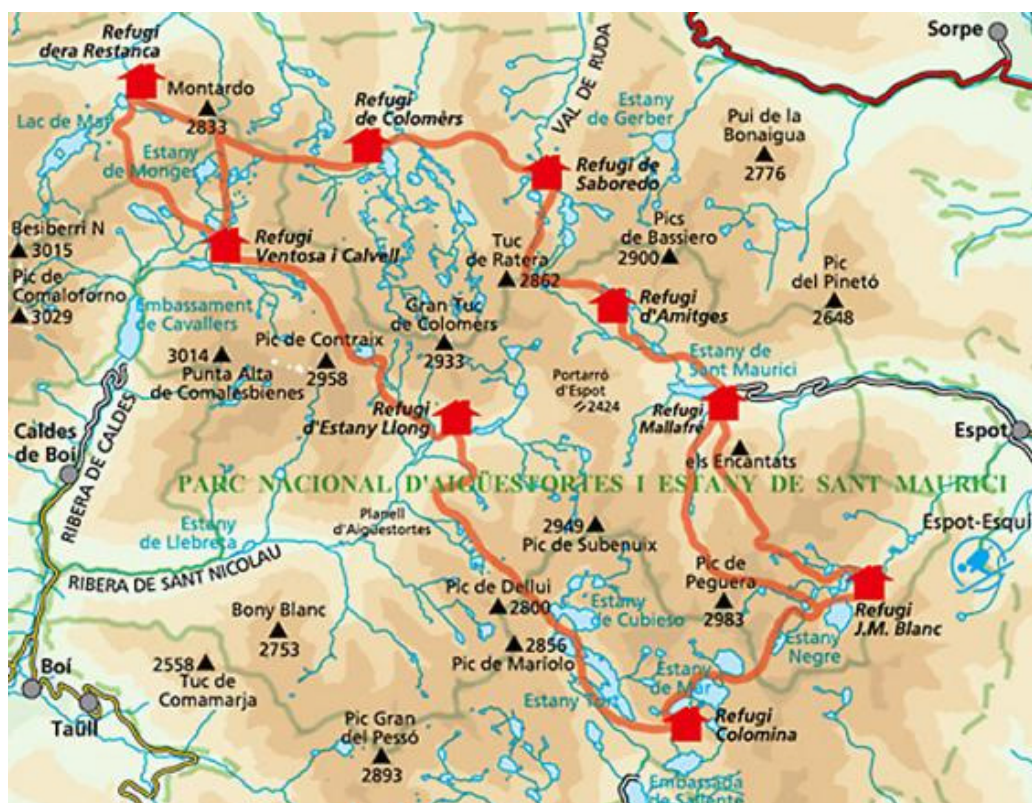 Refugi
dera Restanca
Sorpe
Montardo
2833
Refugi
de Colomèrs
VAL DE RUDA
Estany
de Gerber
Lac de Mar
Pui de la
Bonaigua
2776
Estany
de Monges
Refugi de
Saboredo
Besiberri N
3015
Refugi
Ventosa i Calvell
Tuc
de Ratera
2862
Pics
de Bassiero
2900
Pic de
Comaloforno
3029
Pic
del Pinetó
2648
Embassament
de Cavallers
Gran Tuc
de Colomèrs
2933
Refugi
d'Amitges
Pic de Contraix
2958
3014
Punta Alta
de Comalesbienes
Estany de
Sant Maurici
Portarró
d'Espot
2424
Refugi
d'Estany Llong
Refugi
Mallafré
Espot
Caldes
de Boí
RIBERA DE CALDES
els Encantats
PARC NACIONAL D'AIGÜESTORTES I ESTANY DE SANT MAURICI
Planell
d'Aigüestortes
2949
Pic de Subenuix
Espot-Esquí
Estany
de Llebreta
RIBERA DE SANT NICOLAU
Pic de
Peguera
2983
Pic de Dellui
2800
Estany
de Cubieso
Refugi
J.M. Blanc
Bony Blanc
2753
2856
Pic de Mariolo
Estany
Negre
2558
Tuc de
Comamarja
Estany
de Mar
Boí
Estany Tort
Taüll
Refugi
Colomina
Pic Gran
del Pessó
2893
Embassada
de Sallente